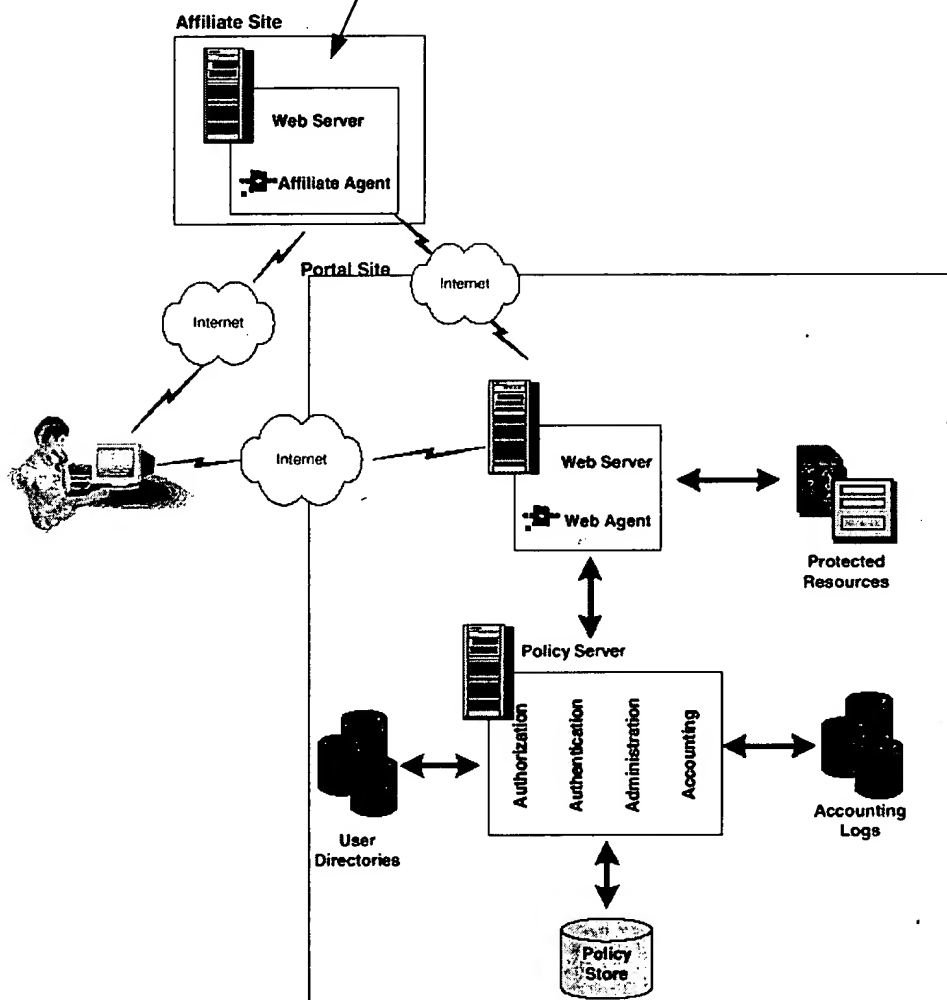 Affiliate Site
Web Server
Affiliate Agent
Portal Site
Internet
Internet
Internet
Web Server
Web Agent
Protected
Resources
Policy Server
Authorization
Authentication
Administration
Accounting
User
Directories
Accounting
Logs
Policy
Store